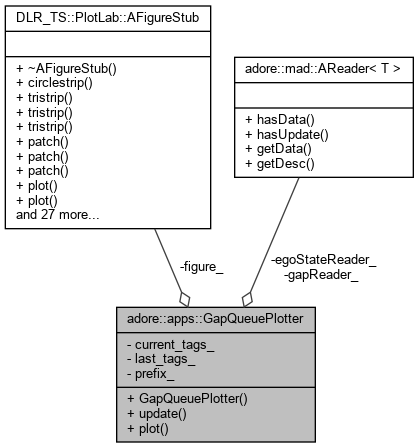 DLR_TS::PlotLab::AFigureStub
+ ~AFigureStub()
+ circlestrip()
+ tristrip()
+ tristrip()
+ tristrip()
+ patch()
+ patch()
+ patch()
+ plot()
+ plot()
and 27 more...
adore::mad::AReader< T >
+ hasData()
+ hasUpdate()
+ getData()
+ getDesc()
-figure_
-egoStateReader_
-gapReader_
adore::apps::GapQueuePlotter
- current_tags_
- last_tags_
- prefix_
+ GapQueuePlotter()
+ update()
+ plot()